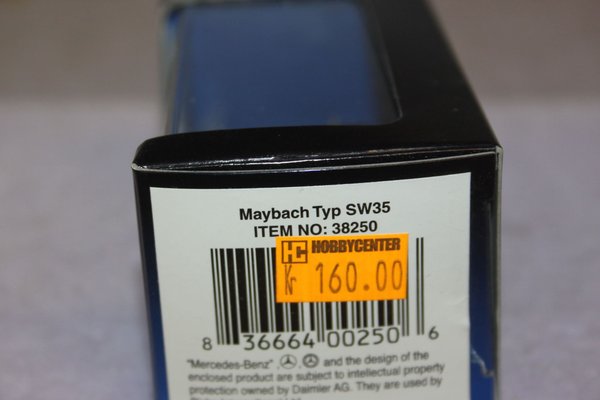 Maybach Typ SW35
ITEM NO: 38250
HC HOBBYCENTER
Kr 160.00
8 36664 00250 6
"Mercedes-Benz", and the design of the
enclosed product are subject to intellectual property
protection owned by Daimler AG. They are used by